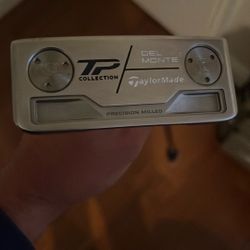 TP
COLLECTION
DEL
MONTE
TaylorMade
PRECISION MILLED